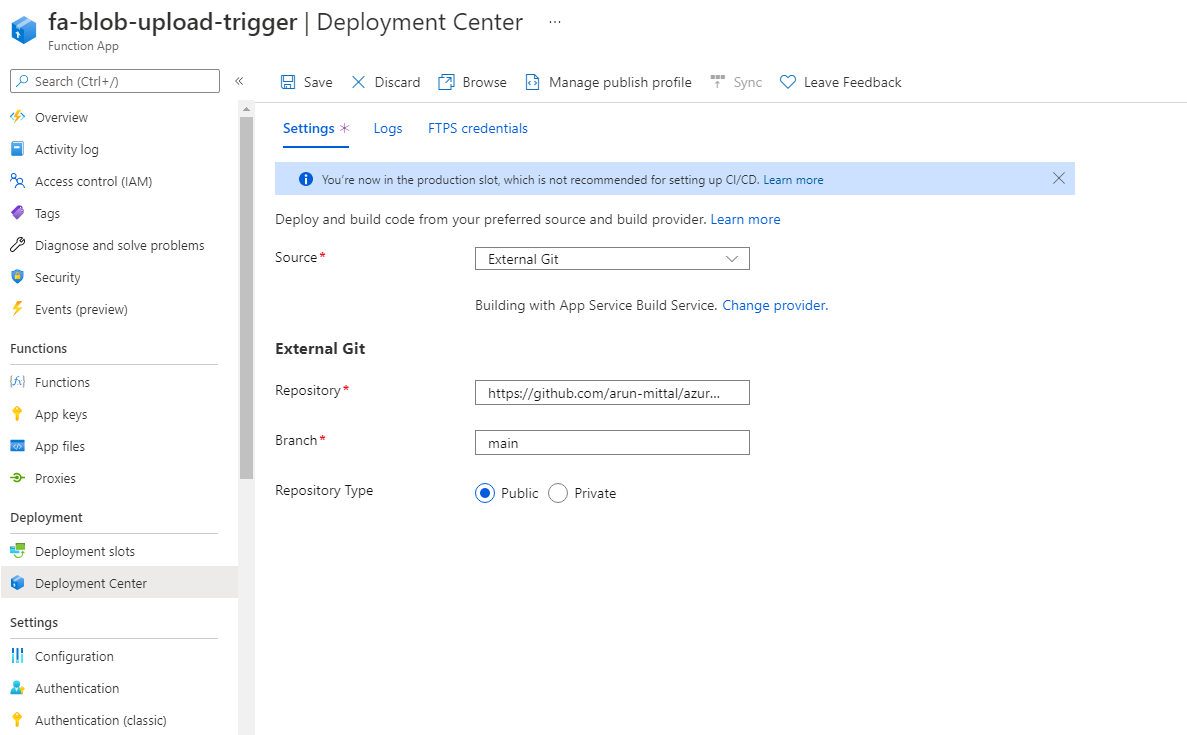 fa-blob-upload-trigger | Deployment Center ...
Function App
Search (Ctrl+/)
«
Overview
Activity log
Access control (IAM)
Tags
Diagnose and solve problems
Security
Events (preview)
Functions
Functions
App keys
App files
Proxies
Deployment
Deployment slots
Deployment Center
Settings
Configuration
Authentication
Authentication (classic)
Save Discard Browse Manage publish profile Sync Leave Feedback
Settings * Logs FTPS credentials
You're now in the production slot, which is not recommended for setting up CI/CD. Learn more
Deploy and build code from your preferred source and build provider. Learn more
Source* External Git
Building with App Service Build Service. Change provider.
External Git
Repository* https://github.com/arun-mittal/azur...
Branch* main
Repository Type Public Private